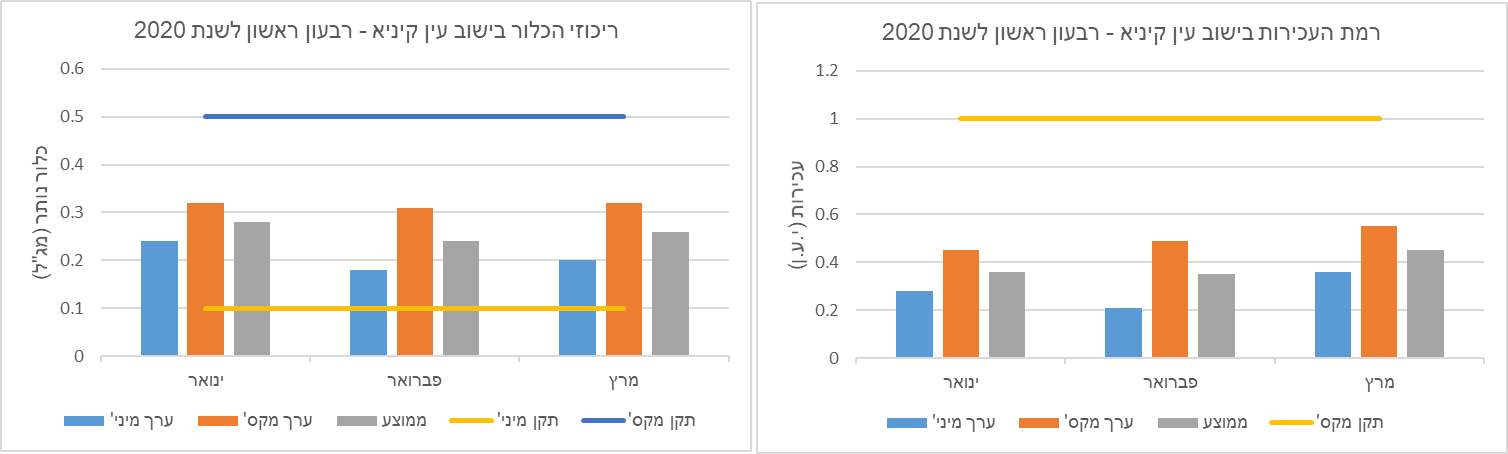 ריכוזי הכלור בישוב עין קיניא - רבעון ראשון לשנת 2020
כלור נותר (מג"ל)
0.6
0.5
0.4
0.3
0.2
0.1
0
ינואר פברואר מרץ
ערך מיני' ערך מקס' ממוצע תקן מיני' תקן מקס'
רמת העכירות בישוב עין קיניא - רבעון ראשון לשנת 2020
עכירות (י.ע.ן)
1.2
1
0.8
0.6
0.4
0.2
0
ינואר פברואר מרץ
ערך מיני' ערך מקס' ממוצע תקן מקס'